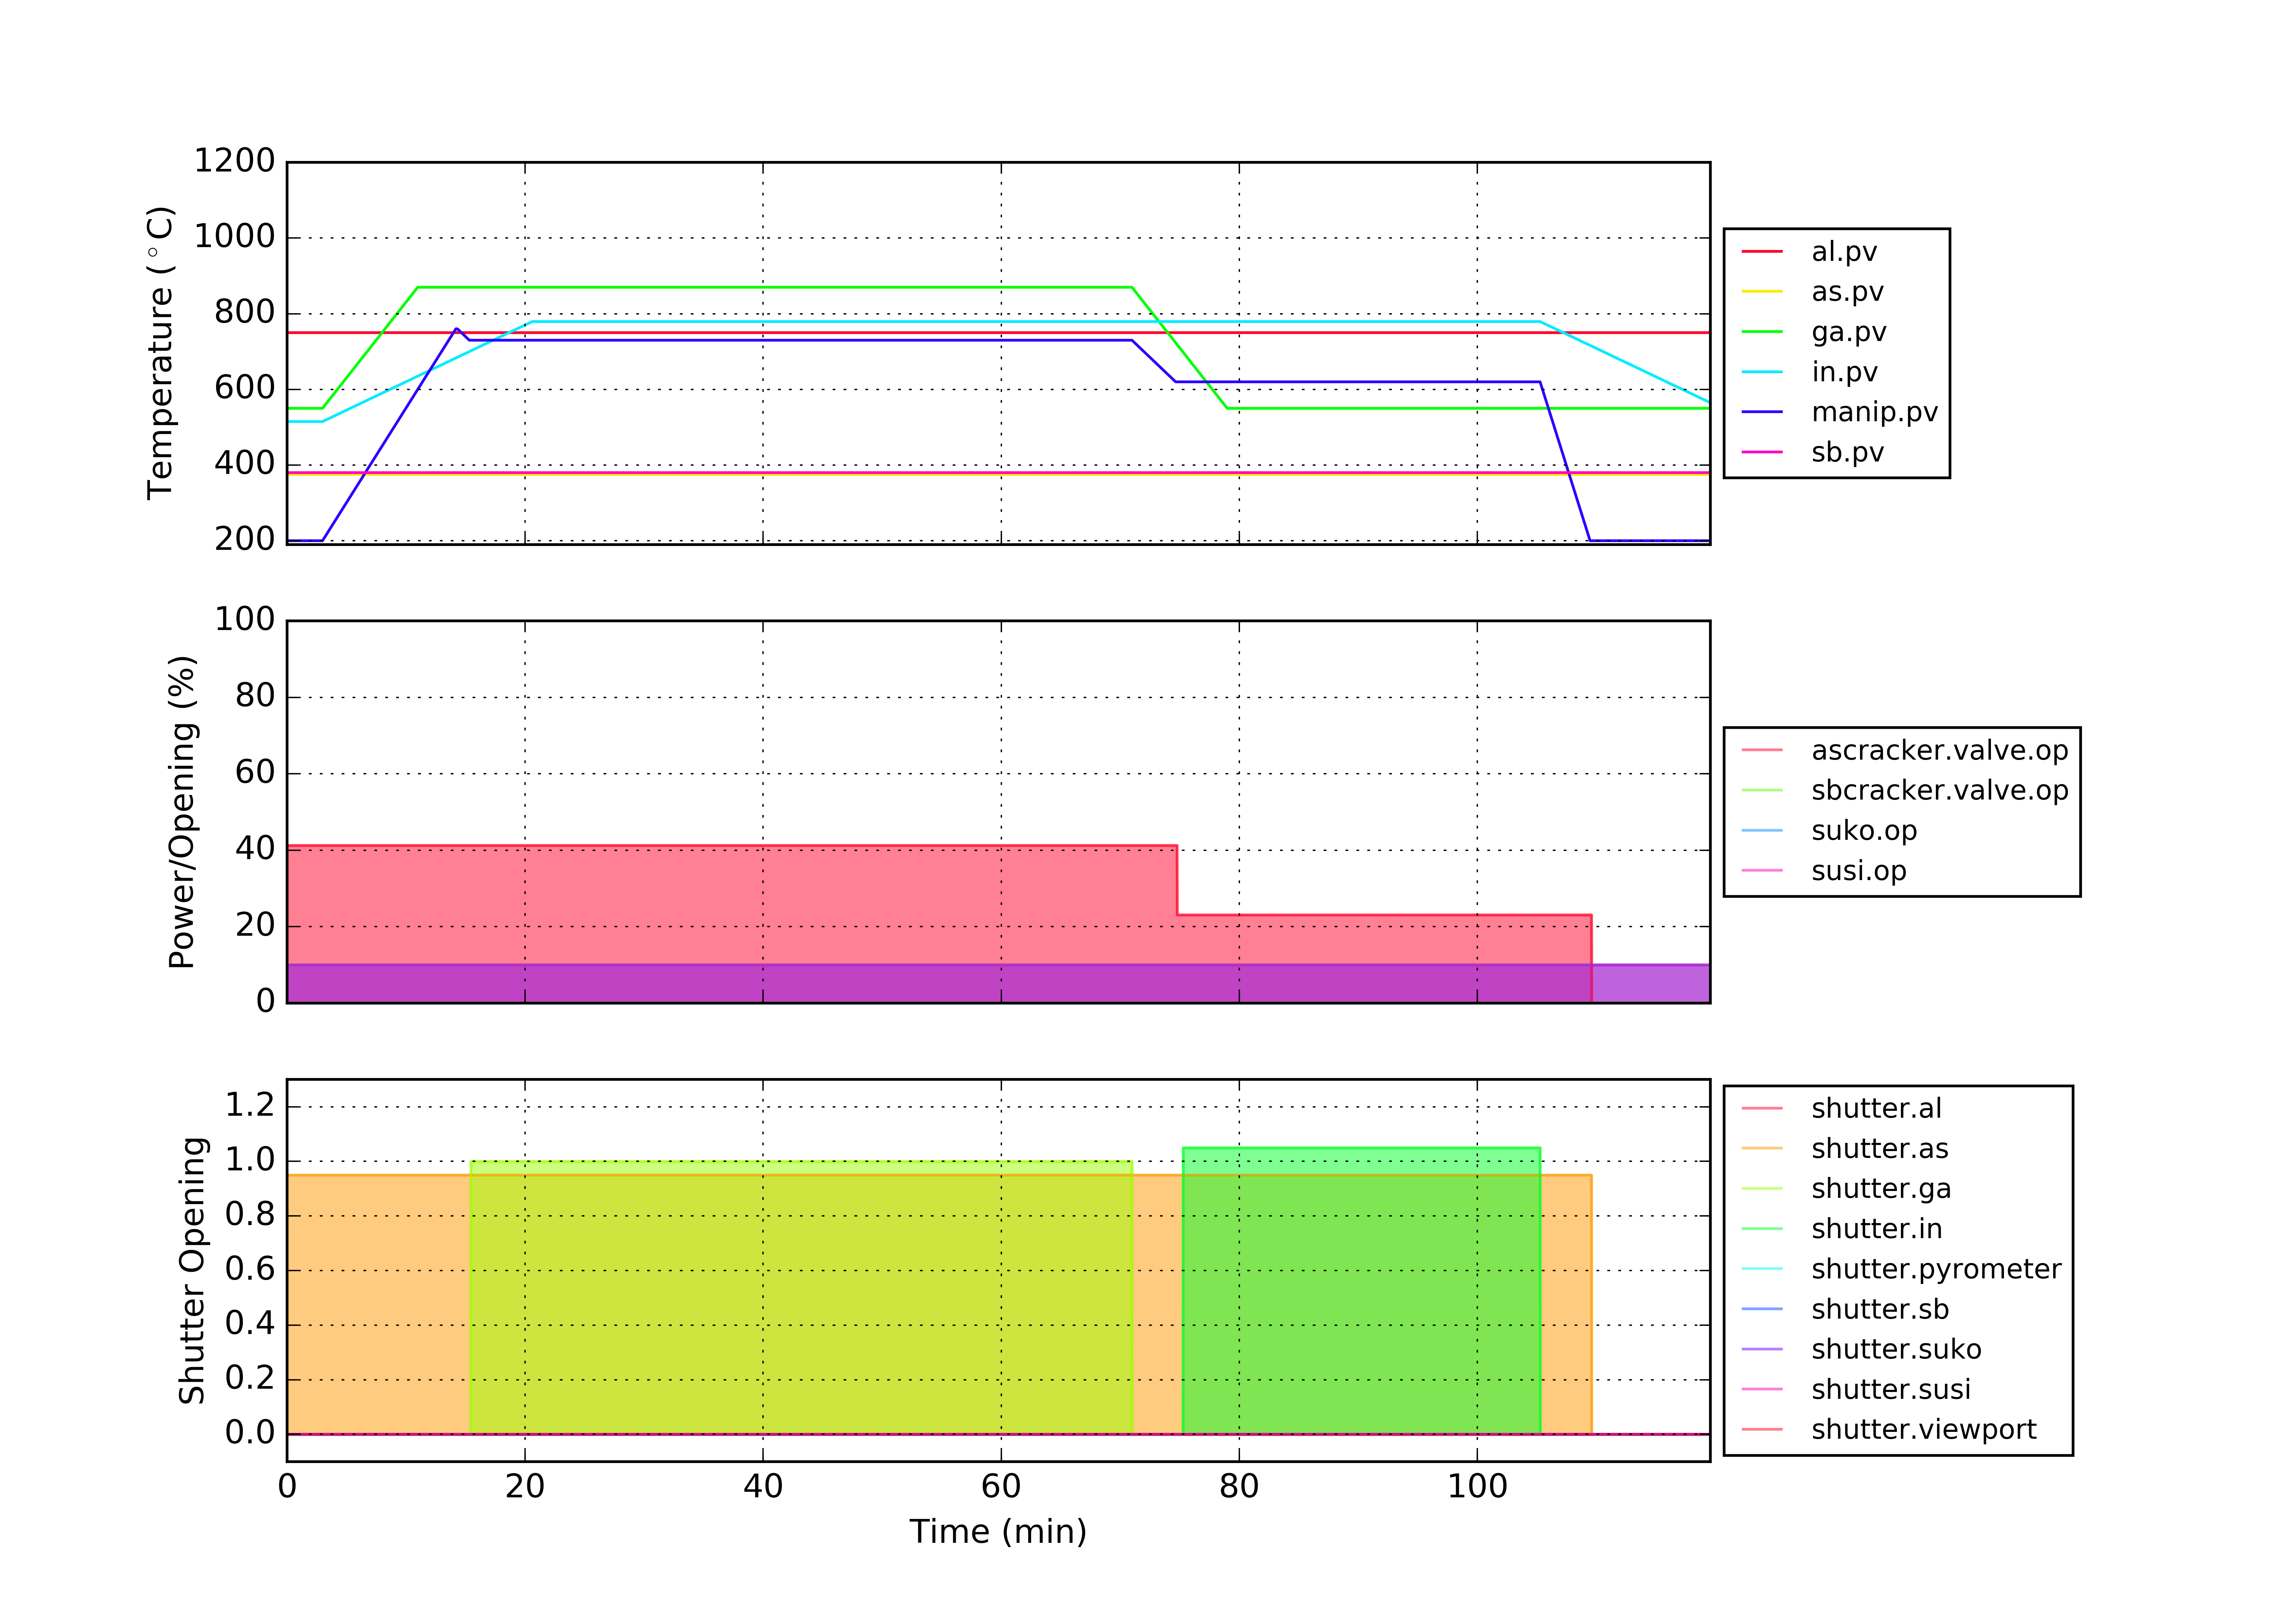 1200
1000
800
600
400
200
Temperature (°C)
al.pv
as.pv
ga.pv
in.pv
manip.pv
sb.pv
100
80
60
40
20
0
Power/Opening (%)
ascracker.valve.op
sbcracker.valve.op
suko.op
susi.op
1.2
1.0
0.8
0.6
0.4
0.2
0.0
Shutter Opening
shutter.al
shutter.as
shutter.ga
shutter.in
shutter.pyrometer
shutter.sb
shutter.suko
shutter.susi
shutter.viewport
0 20 40 60 80 100
Time (min)